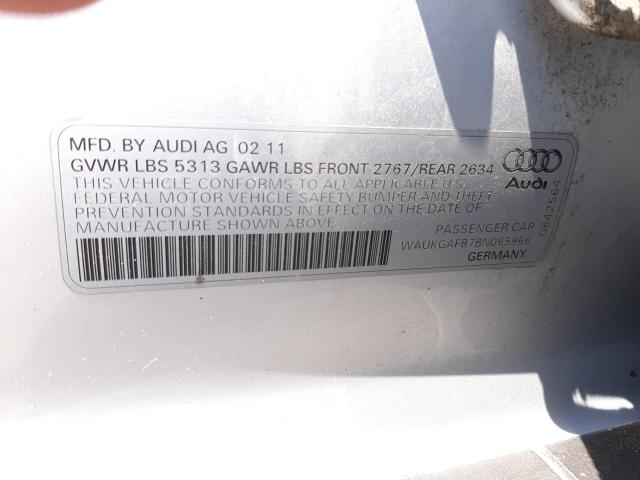 MFD. BY AUDI AG 02 11
GVWR LBS 5313 GAWR LBS FRONT 2767/REAR 2634
THIS VEHICLE CONFORMS TO ALL APPLICABLE U.S.
FEDERAL MOTOR VEHICLE SAFETY BUMPER AND THEFT
PREVENTION STANDARDS IN EFFECT ON THE DATE OF
MANUFACTURE SHOWN ABOVE.
Audi
PASSENGER CAR
WAUKGAFB7BN065966
GERMANY
0842564